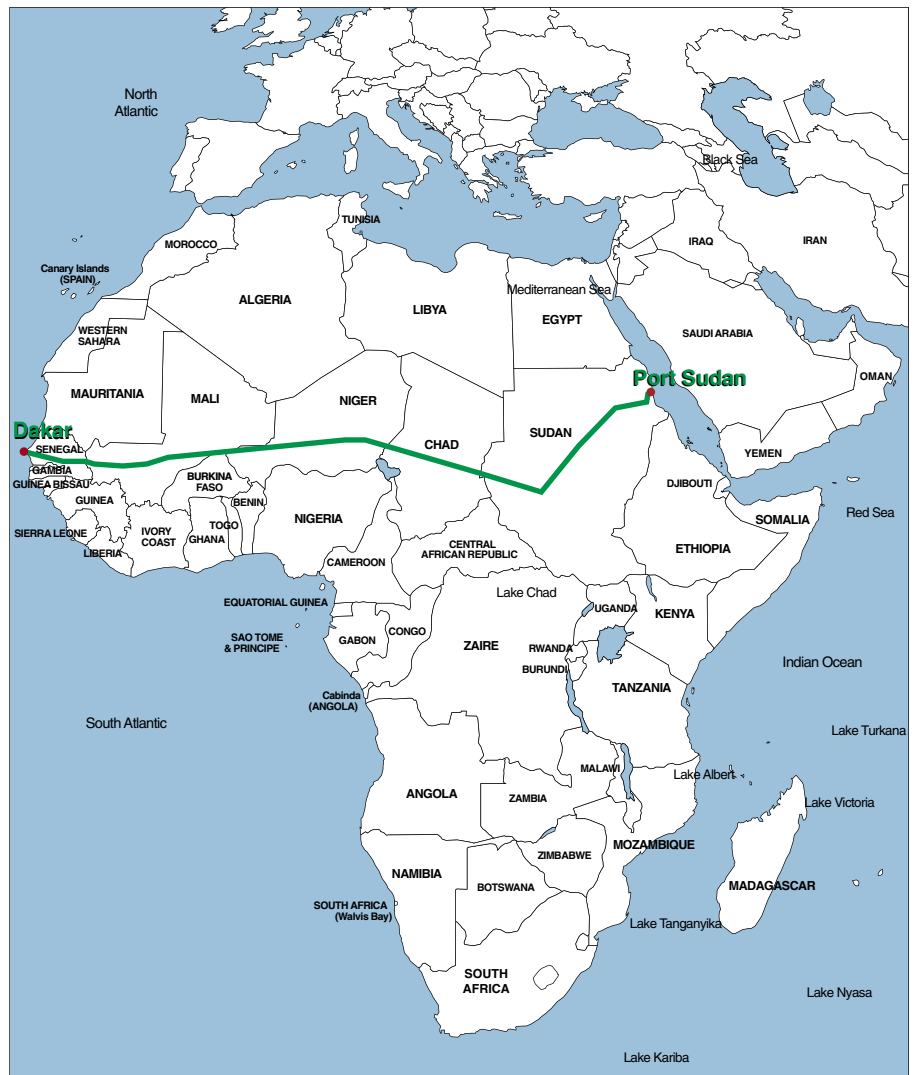 North
Atlantic
Black Sea
TUNISIA
MOROCCO
IRAQ
IRAN
Canary Islands
(SPAIN)
Mediterranean Sea
ALGERIA
LIBYA
EGYPT
WESTERN
SAHARA
SAUDI ARABIA
Port Sudan
OMAN
MAURITANIA
MALI
NIGER
Dakar
SUDAN
CHAD
SENEGAL
YEMEN
GAMBIA
GUINEA BISSAU
BURKINA
FASO
DJIBOUTI
GUINEA
BENIN
Red Sea
NIGERIA
SOMALIA
TOGO
SIERRA LEONE
IVORY
COAST
GHANA
LIBERIA
CENTRAL
AFRICAN REPUBLIC
ETHIOPIA
CAMEROON
Lake Chad
EQUATORIAL GUINEA
UGANDA
KENYA
SAO TOME
& PRINCIPE
GABON
CONGO
ZAIRE
RWANDA
BURUNDI
Indian Ocean
TANZANIA
Cabinda
(ANGOLA)
South Atlantic
Lake Turkana
MALAWI
Lake Albert
ANGOLA
ZAMBIA
Lake Victoria
MOZAMBIQUE
ZIMBABWE
NAMIBIA
BOTSWANA
MADAGASCAR
SOUTH AFRICA
(Walvis Bay)
Lake Tanganyika
SOUTH
AFRICA
Lake Nyasa
Lake Kariba